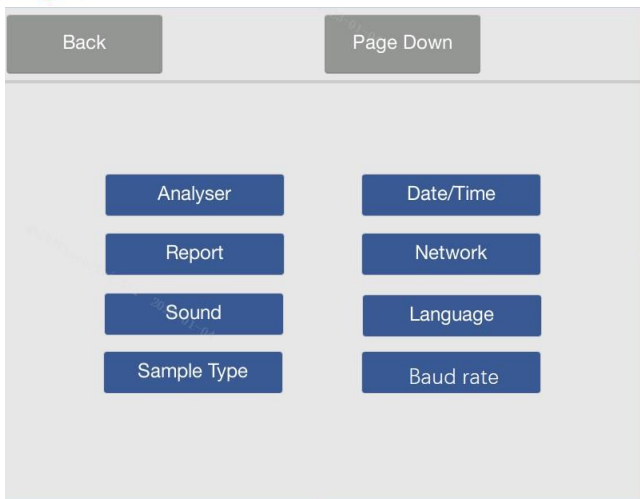 Back
Page Down
Analyser
Date/Time
Report
Network
Sound
Language
Sample Type
Baud rate